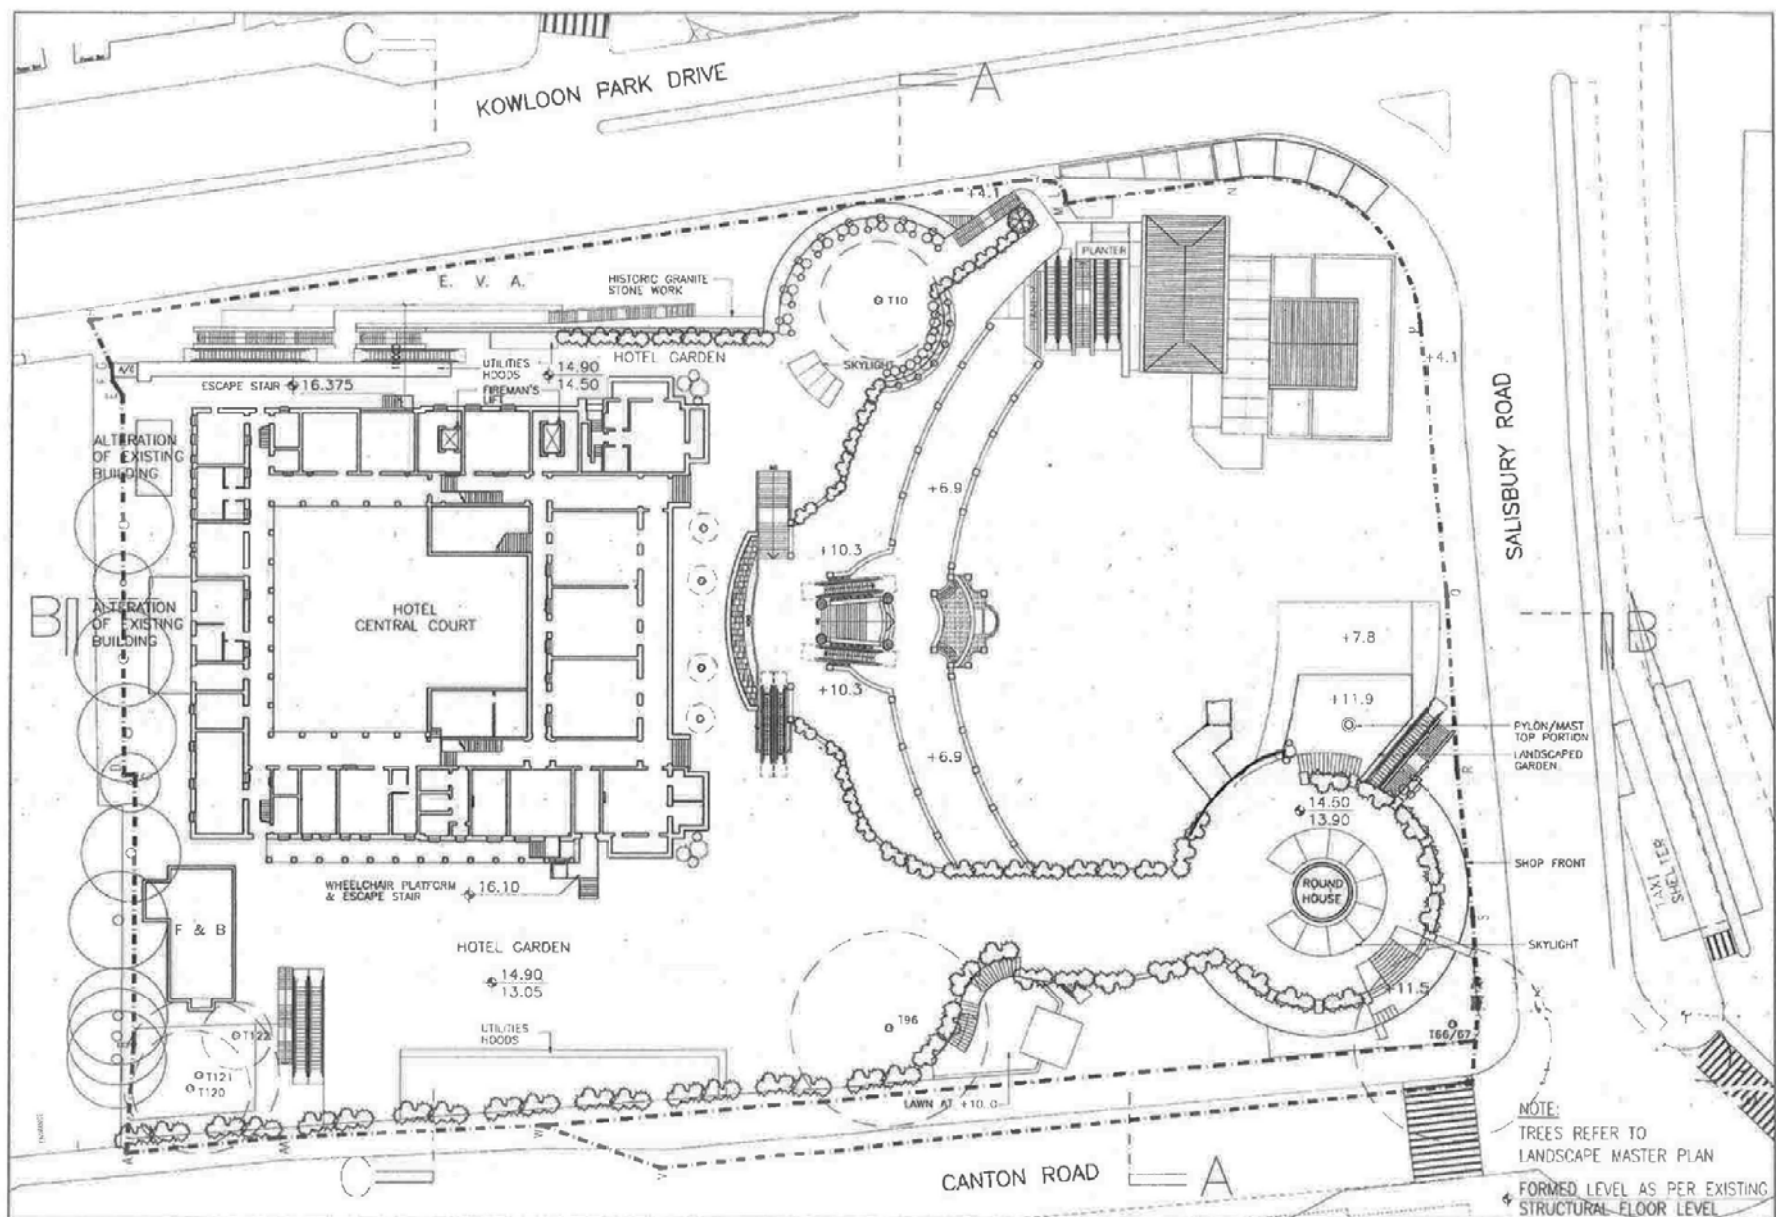 KOWLOON PARK DRIVE
C
A
+4.1
M
N
PLANTER
E. V. A.
HISTORIC GRANITE
STONE WORK
T10
HOTEL GARDEN
SKYLIGHT
A/C
ESCAPE STAIR
16.375
UTILITIES
HOODS
14.90
14.50
FIREMAN'S
LIFT
P
+4.1
SALISBURY ROAD
ALTERATION
OF EXISTING
BUILDING
+6.9
+10.3
B
ALTERATION
OF EXISTING
BUILDING
HOTEL
CENTRAL COURT
Q
B
+7.8
+10.3
+11.9
PYLON/MAST
TOP PORTION
LANDSCAPED
GARDEN
+6.9
R
14.50
13.90
SHOP FRONT
ROUND
HOUSE
TAXI
SHELTER
WHEELCHAIR PLATFORM
& ESCAPE STAIR
16.10
F & B
S
HOTEL GARDEN
SKYLIGHT
14.90
13.05
+11.5
T96
T66/67
UTILITIES
HOODS
T122
T121
T120
LAWN AT +10.0
W
V
C
CANTON ROAD
A
NOTE:
TREES REFER TO
LANDSCAPE MASTER PLAN
FORMED LEVEL AS PER EXISTING
STRUCTURAL FLOOR LEVEL